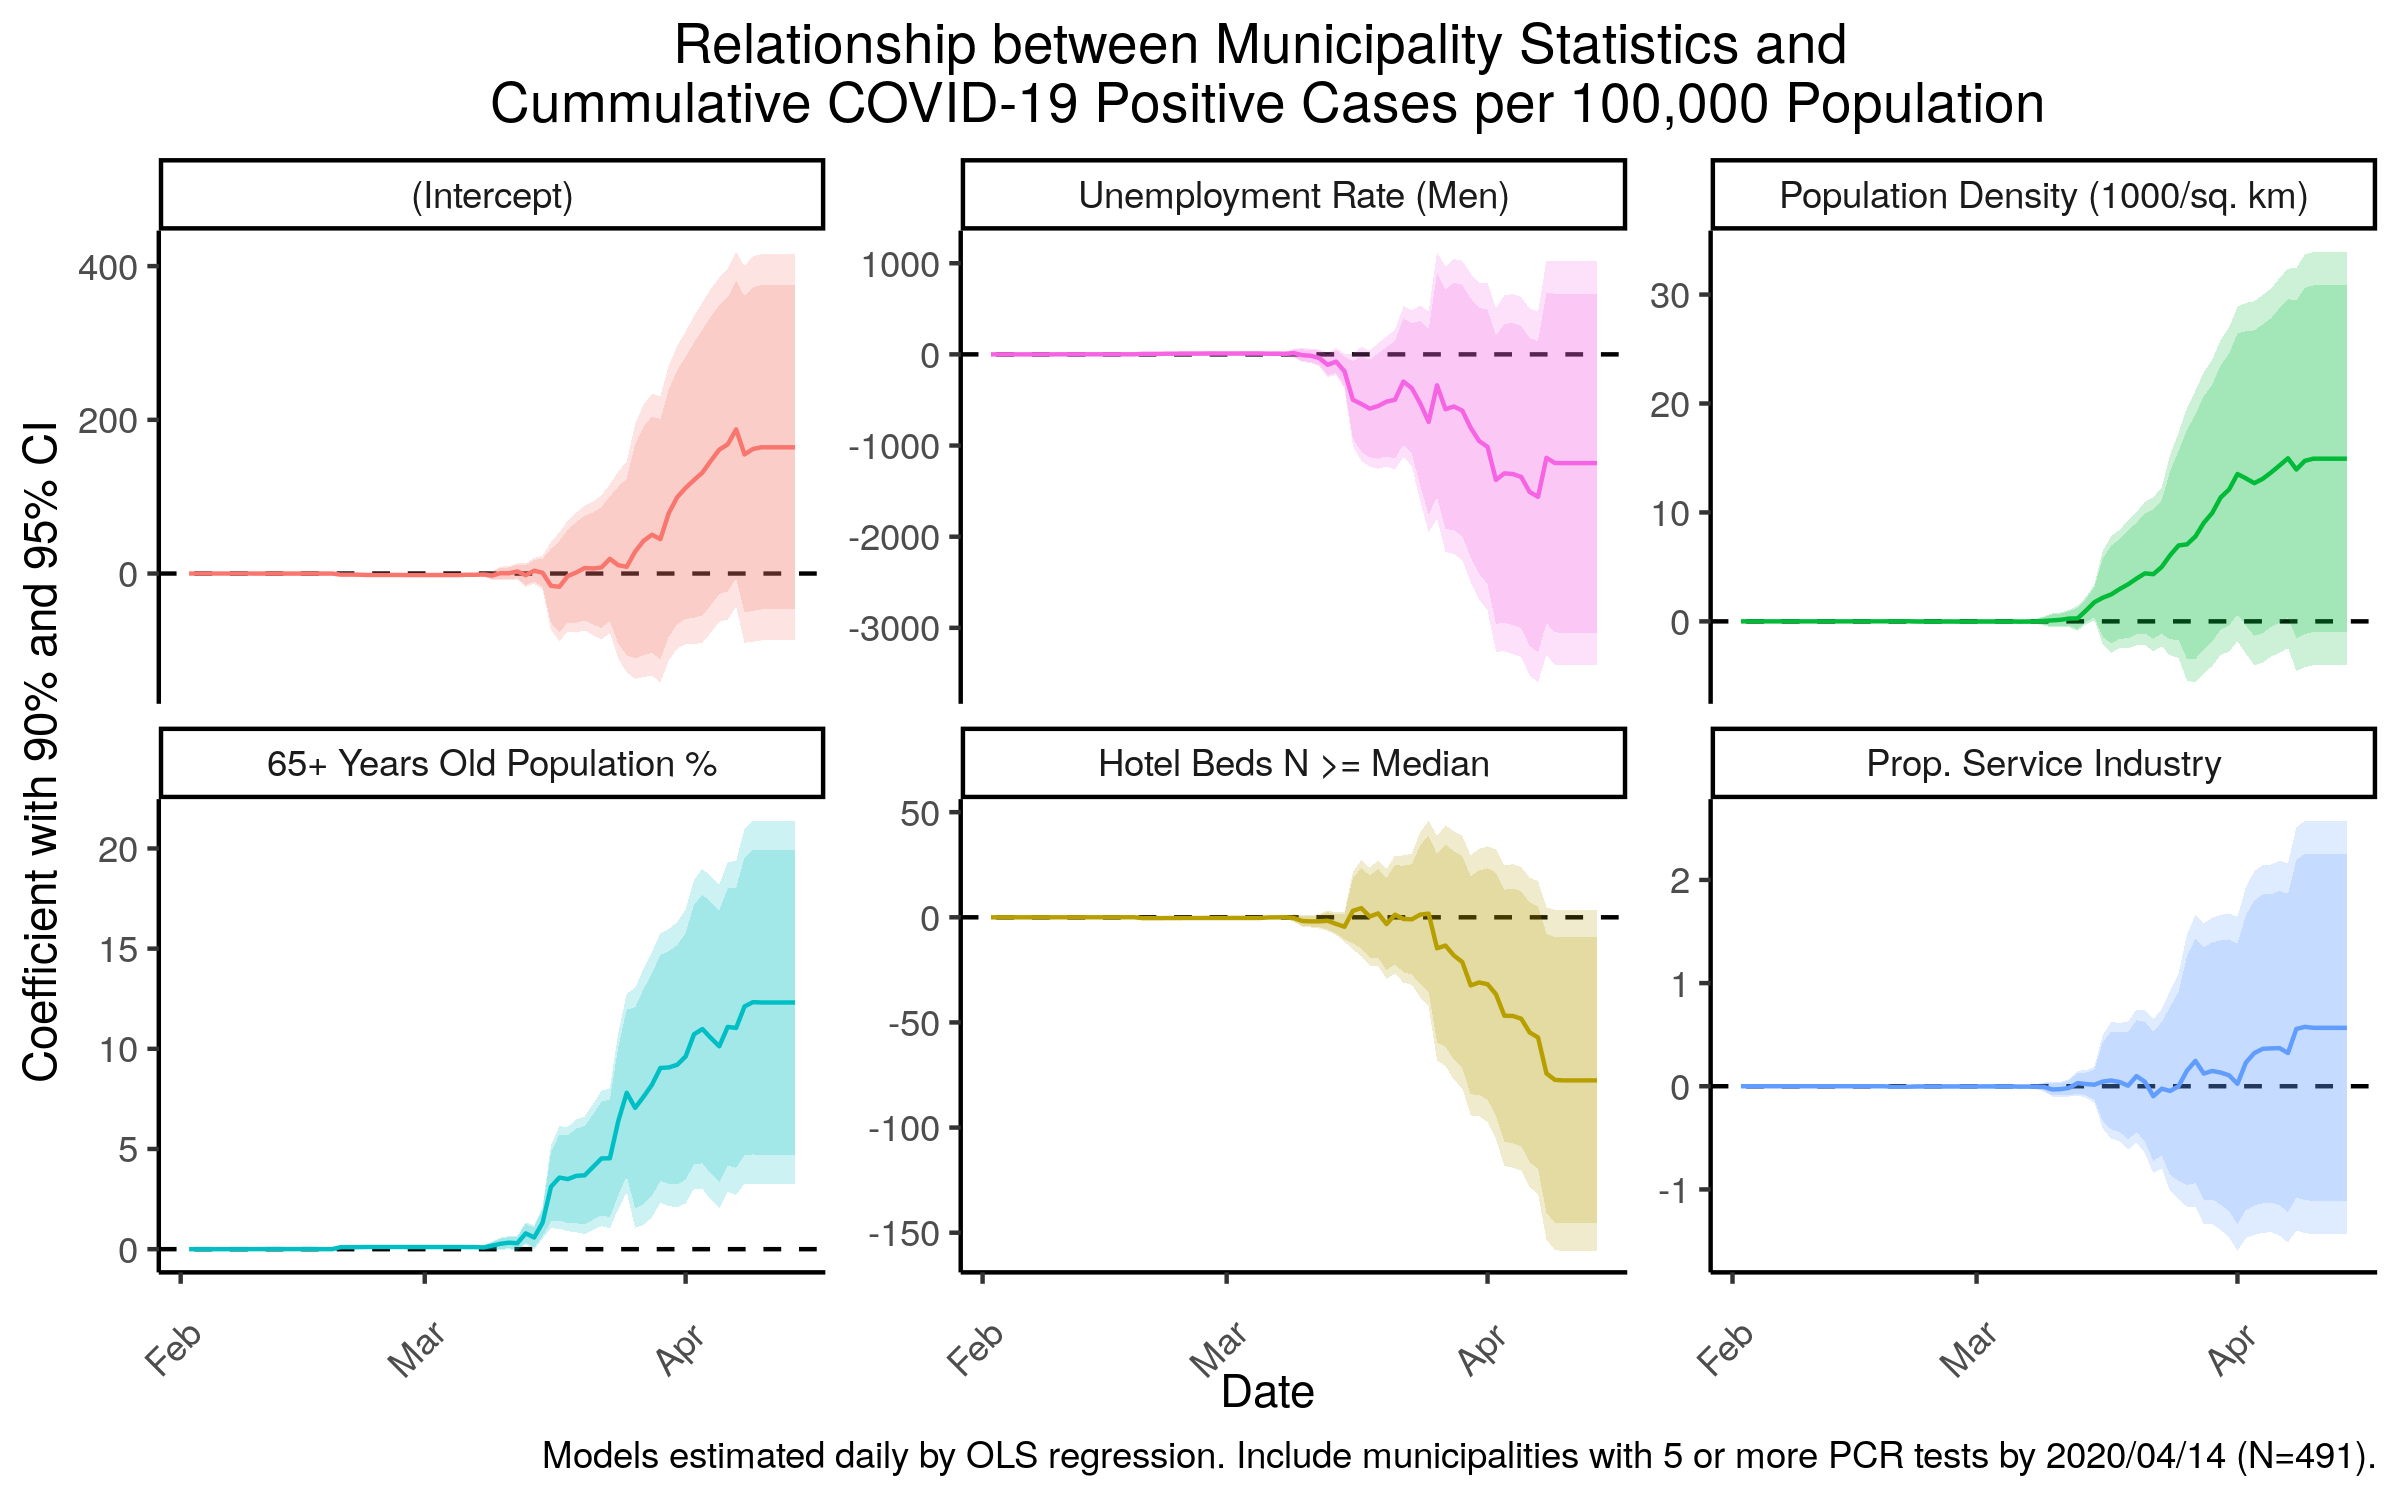 Relationship between Municipality Statistics and
Cummulative COVID-19 Positive Cases per 100,000 Population
Coefficient with 90% and 95% CI
(Intercept)
400
200
0
Unemployment Rate (Men)
1000
0
-1000
-2000
-3000
Population Density (1000/sq. km)
30
20
10
0
65+ Years Old Population %
20
15
10
5
0
Feb
Mar
Apr
Hotel Beds N >= Median
50
0
-50
-100
-150
Feb
Mar
Apr
Prop. Service Industry
2
1
0
-1
Feb
Mar
Apr
Date
Models estimated daily by OLS regression. Include municipalities with 5 or more PCR tests by 2020/04/14 (N=491).